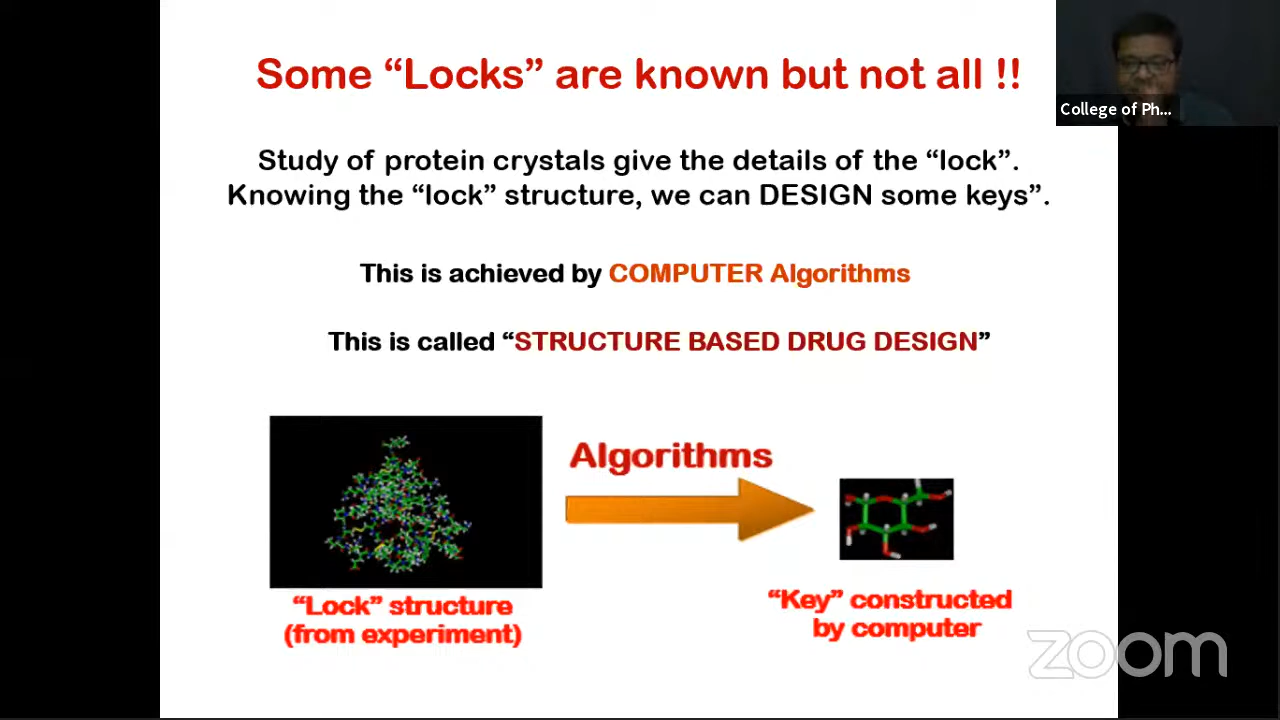 Some “Locks” are known but not all !!
College of Ph...
Study of protein crystals give the details of the “lock”.
Knowing the “lock” structure, we can DESIGN some keys”.
This is achieved by COMPUTER Algorithms
This is called “STRUCTURE BASED DRUG DESIGN”
Algorithms
“Lock” structure
(from experiment)
“Key” constructed
by computer
zoom